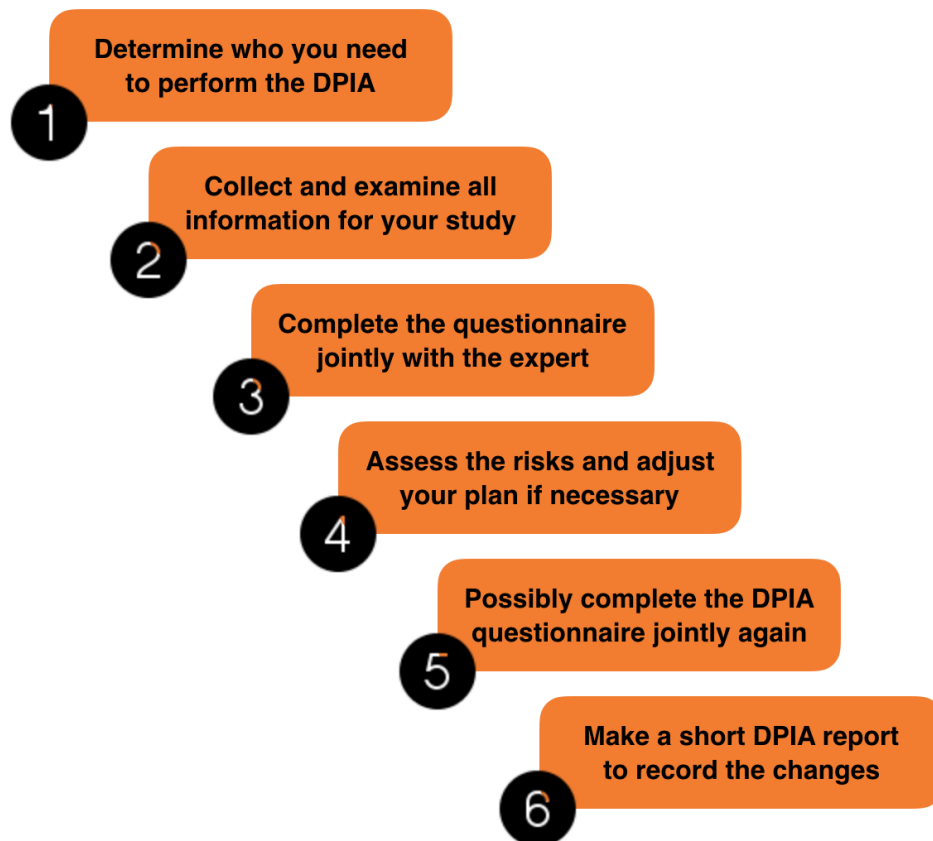 Determine who you need
to perform the DPIA
1
Collect and examine all
information for your study
2
Complete the questionnaire
jointly with the expert
3
Assess the risks and adjust
your plan if necessary
4
Possibly complete the DPIA
questionnaire jointly again
5
Make a short DPIA report
to record the changes
6